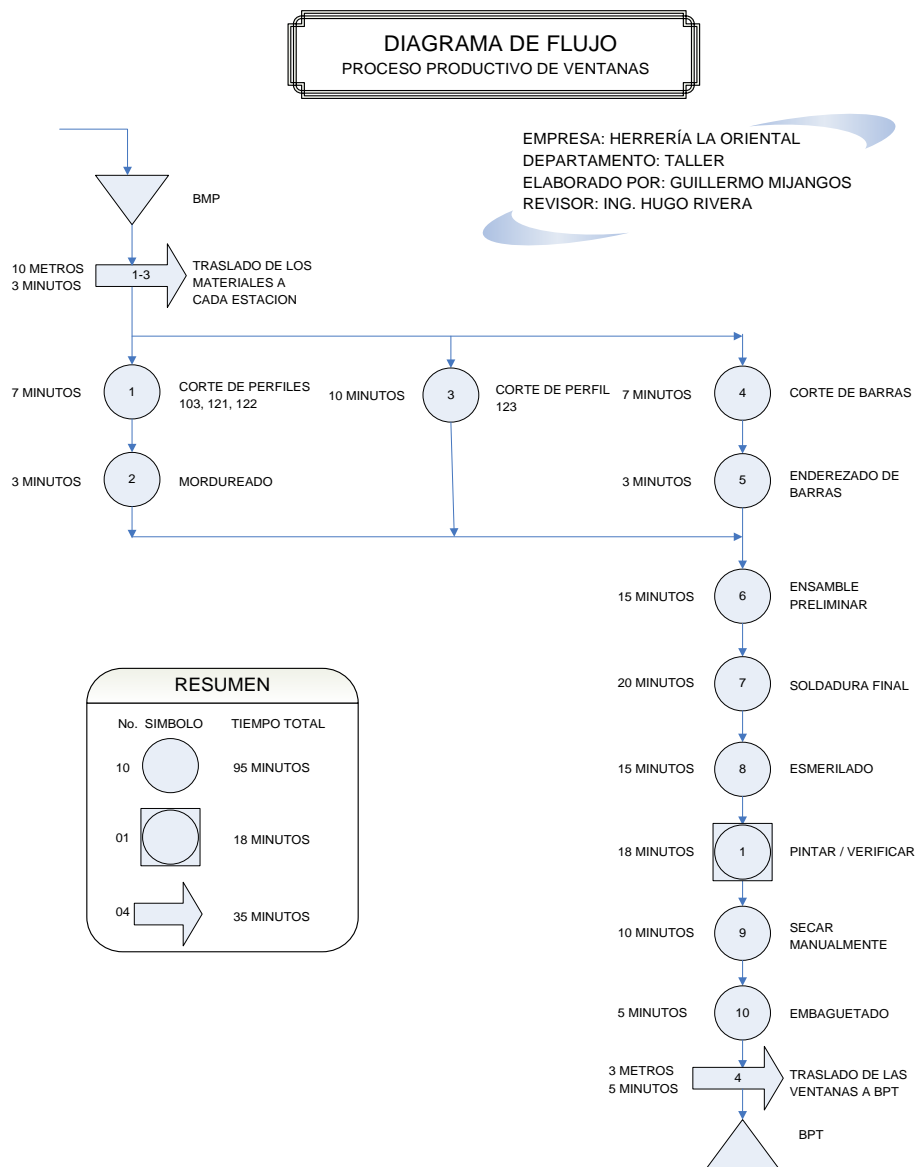 DIAGRAMA DE FLUJO
PROCESO PRODUCTIVO DE VENTANAS
EMPRESA: HERRERÍA LA ORIENTAL
DEPARTAMENTO: TALLER
ELABORADO POR: GUILLERMO MIJANGOS
REVISOR: ING. HUGO RIVERA
BMP
10 METROS
3 MINUTOS
1-3
TRASLADO DE LOS
MATERIALES A
CADA ESTACION
7 MINUTOS
1
CORTE DE PERFILES
103, 121, 122
10 MINUTOS
3
CORTE DE PERFIL
123
7 MINUTOS
4
CORTE DE BARRAS
3 MINUTOS
2
MORDUREADO
3 MINUTOS
5
ENDEREZADO DE
BARRAS
15 MINUTOS
6
ENSAMBLE
PRELIMINAR
20 MINUTOS
7
SOLDADURA FINAL
15 MINUTOS
8
ESMERILADO
18 MINUTOS
1
PINTAR / VERIFICAR
10 MINUTOS
9
SECAR
MANUALMENTE
5 MINUTOS
10
EMBAGUETADO
3 METROS
5 MINUTOS
4
TRASLADO DE LAS
VENTANAS A BPT
BPT
RESUMEN
No. SIMBOLO TIEMPO TOTAL
10 95 MINUTOS
01 18 MINUTOS
04 35 MINUTOS